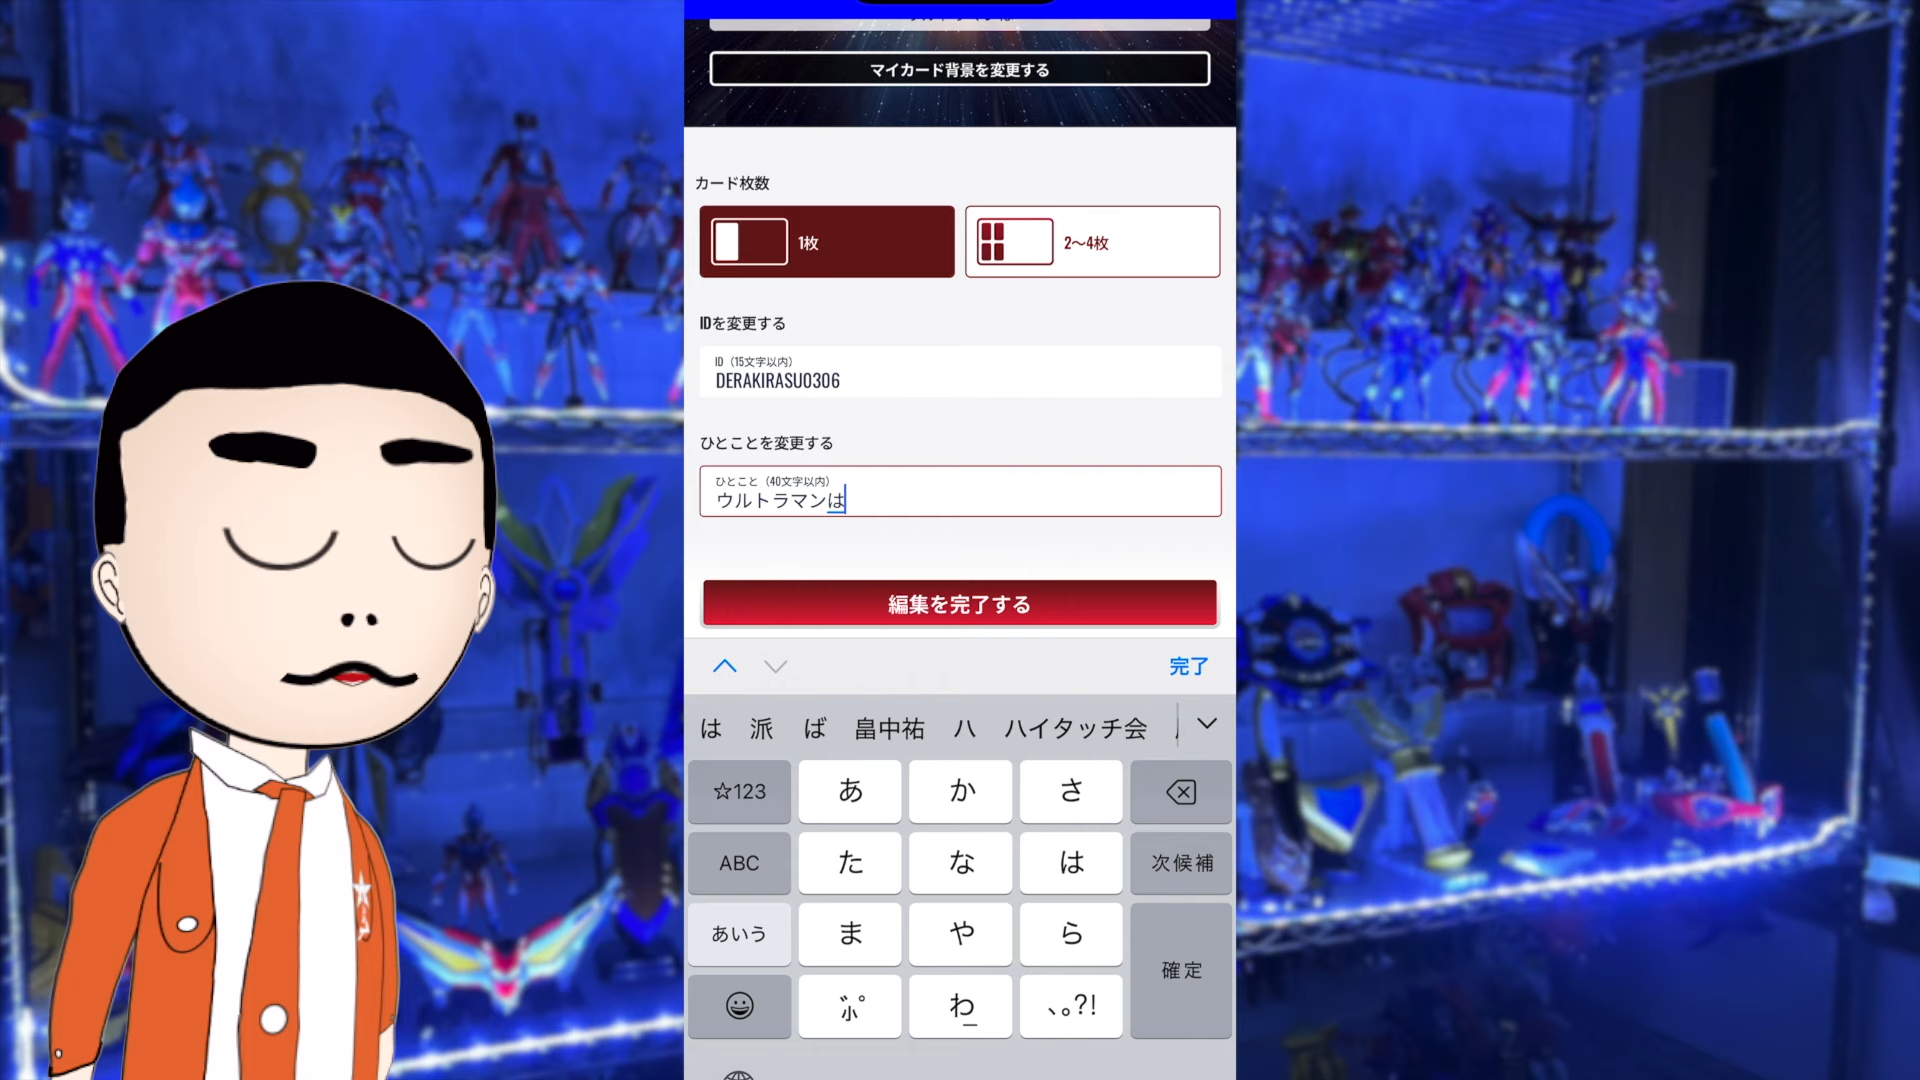 マイカード背景を変更する
カード枚数
1枚
2〜4枚
IDを変更する
ID（15文字以内）
DERAKIRASU0306
ひとことを変更する
ひとこと（40文字以内）
ウルトラマンは
編集を完了する
完了
は 派 ば 畠中祐 ハ ハイタッチ会
☆123 あ か さ
ABC た な は 次候補
あいう ま や ら
確定
小゛゜ わ 、。?!